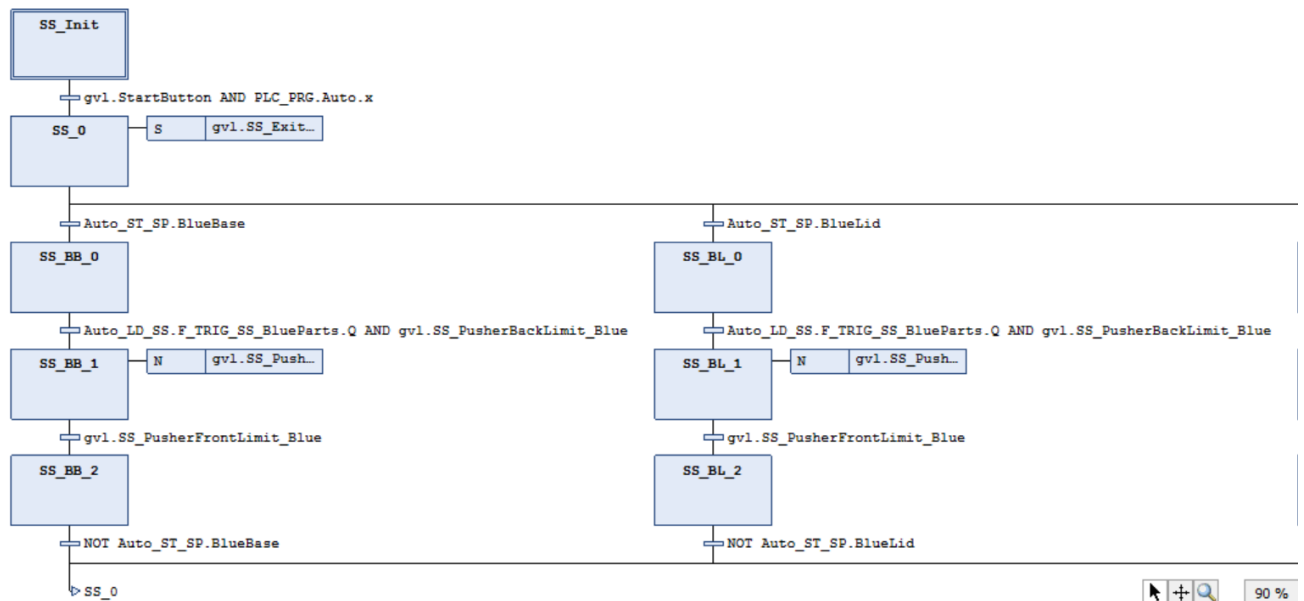 SS_Init
gvl.StartButton AND PLC_PRG.Auto.x
SS_0 S gvl.SS_Exit…
Auto_ST_SP.BlueBase Auto_ST_SP.BlueLid
SS_BB_0 SS_BL_0
Auto_LD_SS.F_TRIG_SS_BlueParts.Q AND gvl.SS_PusherBackLimit_Blue Auto_LD_SS.F_TRIG_SS_BlueParts.Q AND gvl.SS_PusherBackLimit_Blue
SS_BB_1 N gvl.SS_Push… SS_BL_1 N gvl.SS_Push…
gvl.SS_PusherFrontLimit_Blue gvl.SS_PusherFrontLimit_Blue
SS_BB_2 SS_BL_2
NOT Auto_ST_SP.BlueBase NOT Auto_ST_SP.BlueLid
SS_0
90 %